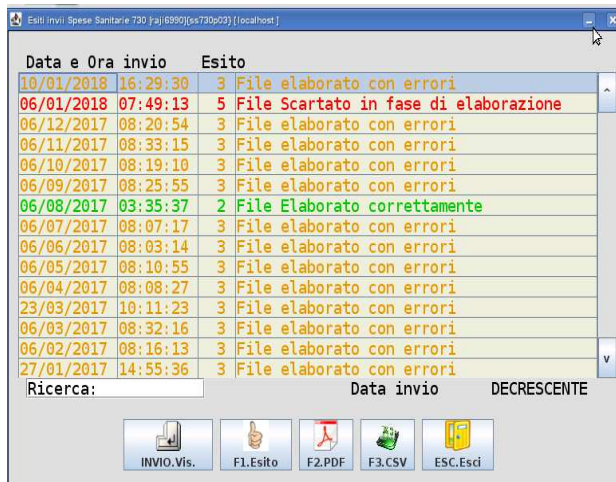 Esiti invii Spese Sanitarie 730 [raji6990]{ss730p03} [localhost]
Data e Ora invio Esito
10/01/2018 16:29:30 3 File elaborato con errori
06/01/2018 07:49:13 5 File Scartato in fase di elaborazione
06/12/2017 08:20:54 3 File elaborato con errori
06/11/2017 08:33:15 3 File elaborato con errori
06/10/2017 08:19:10 3 File elaborato con errori
06/09/2017 08:25:55 3 File elaborato con errori
06/08/2017 03:35:37 2 File Elaborato correttamente
06/07/2017 08:07:17 3 File elaborato con errori
06/06/2017 08:03:14 3 File elaborato con errori
06/05/2017 08:10:55 3 File elaborato con errori
06/04/2017 08:08:27 3 File elaborato con errori
23/03/2017 10:11:23 3 File elaborato con errori
06/03/2017 08:32:16 3 File elaborato con errori
06/02/2017 08:16:13 3 File elaborato con errori
27/01/2017 14:55:36 3 File elaborato con errori
Ricerca: Data invio DECRESCENTE
INVIO.Vis. F1.Esito F2.PDF F3.CSV ESC.Esci